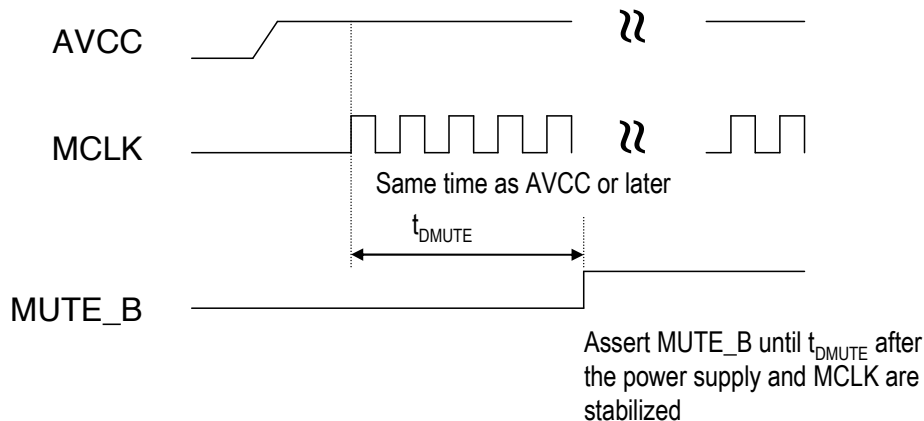 AVCC
MCLK
Same time as AVCC or later
tDMUTE
MUTE_B
Assert MUTE_B until tDMUTE after
the power supply and MCLK are
stabilized